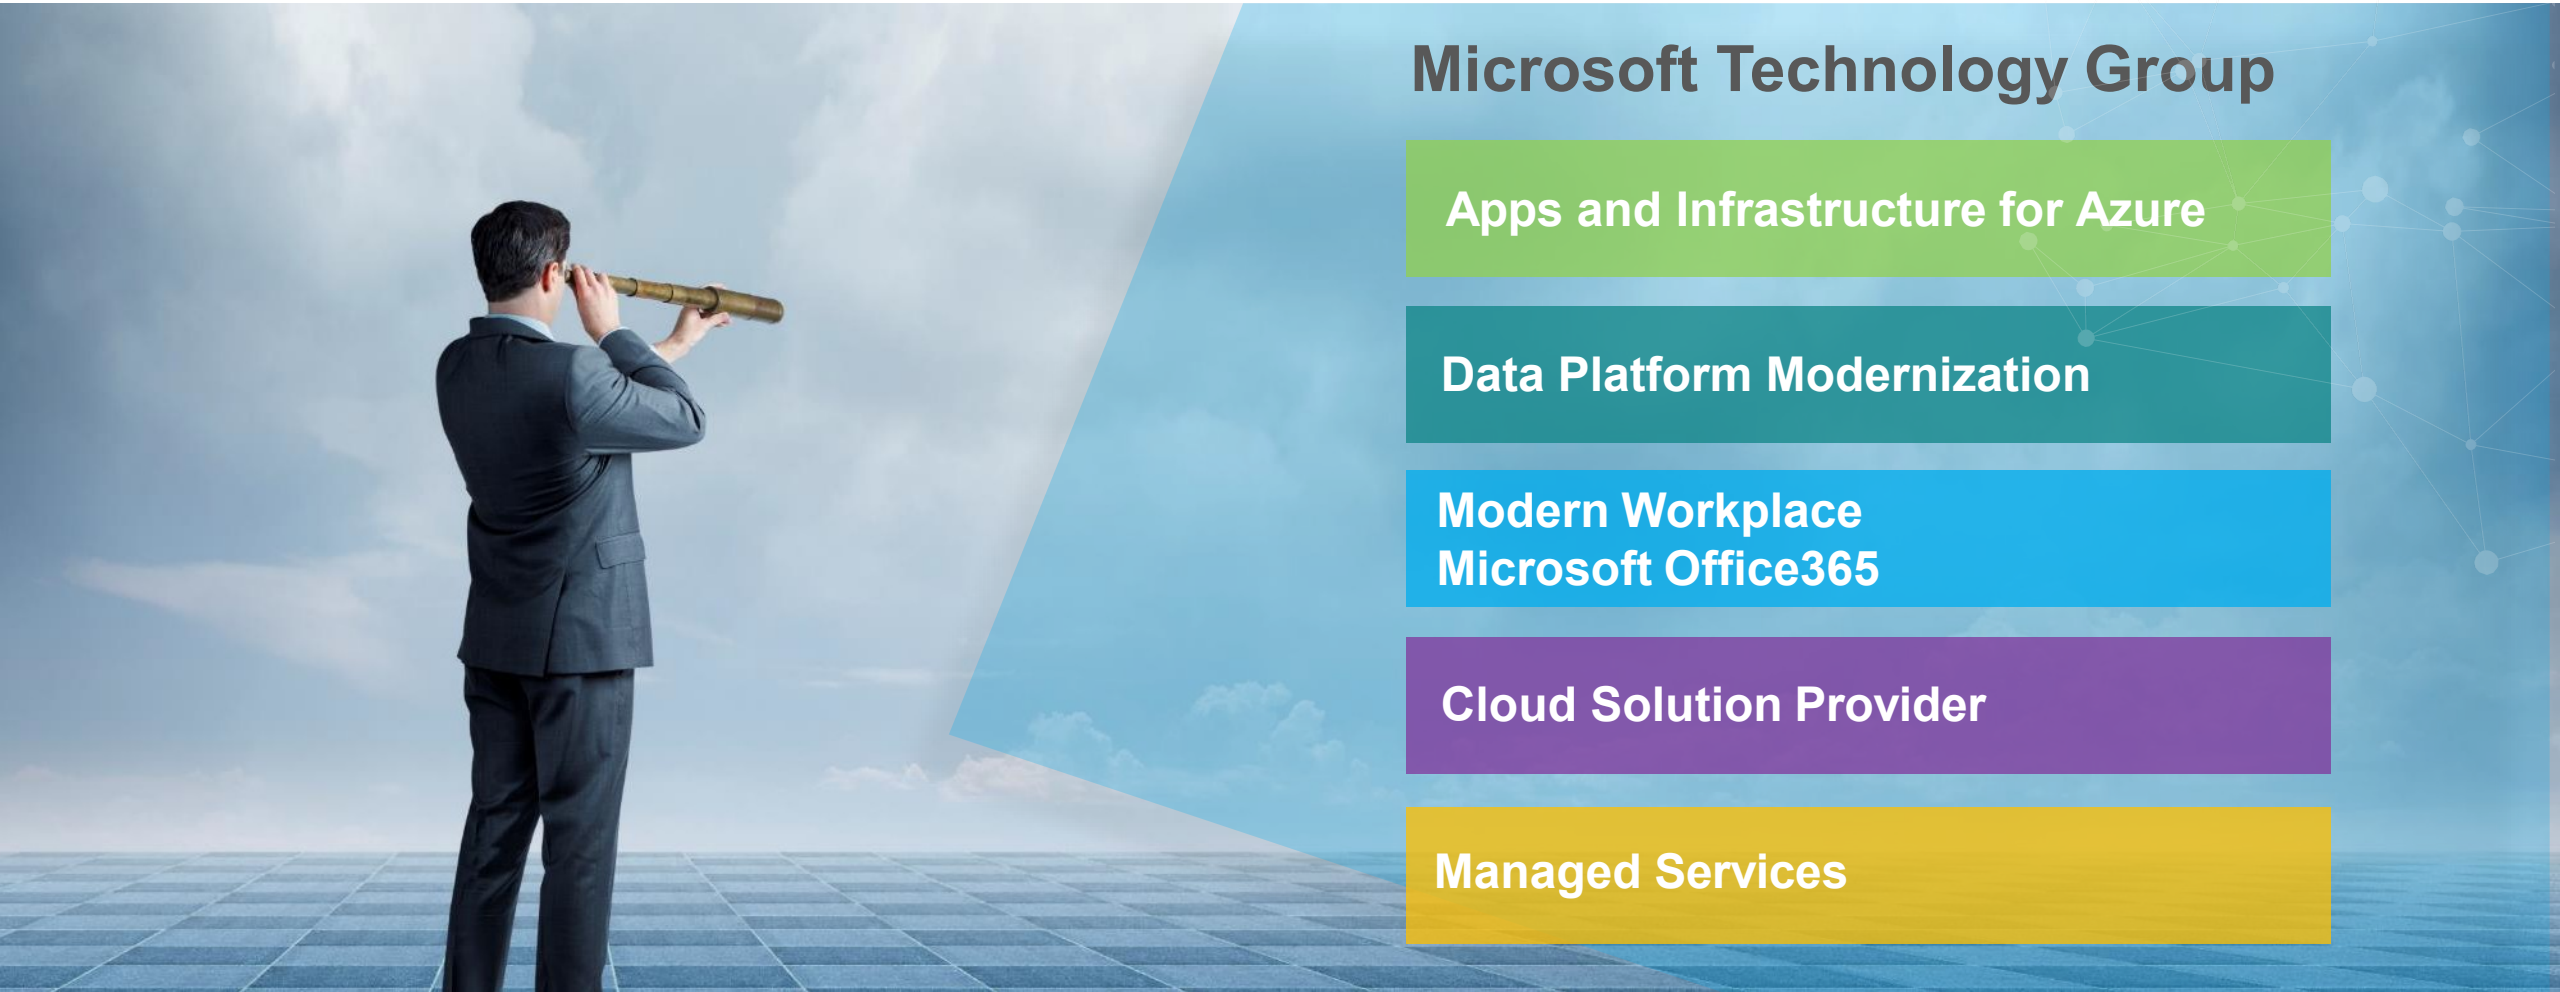 Microsoft Technology Group
Apps and Infrastructure for Azure
Data Platform Modernization
Modern Workplace
Microsoft Office365
Cloud Solution Provider
Managed Services